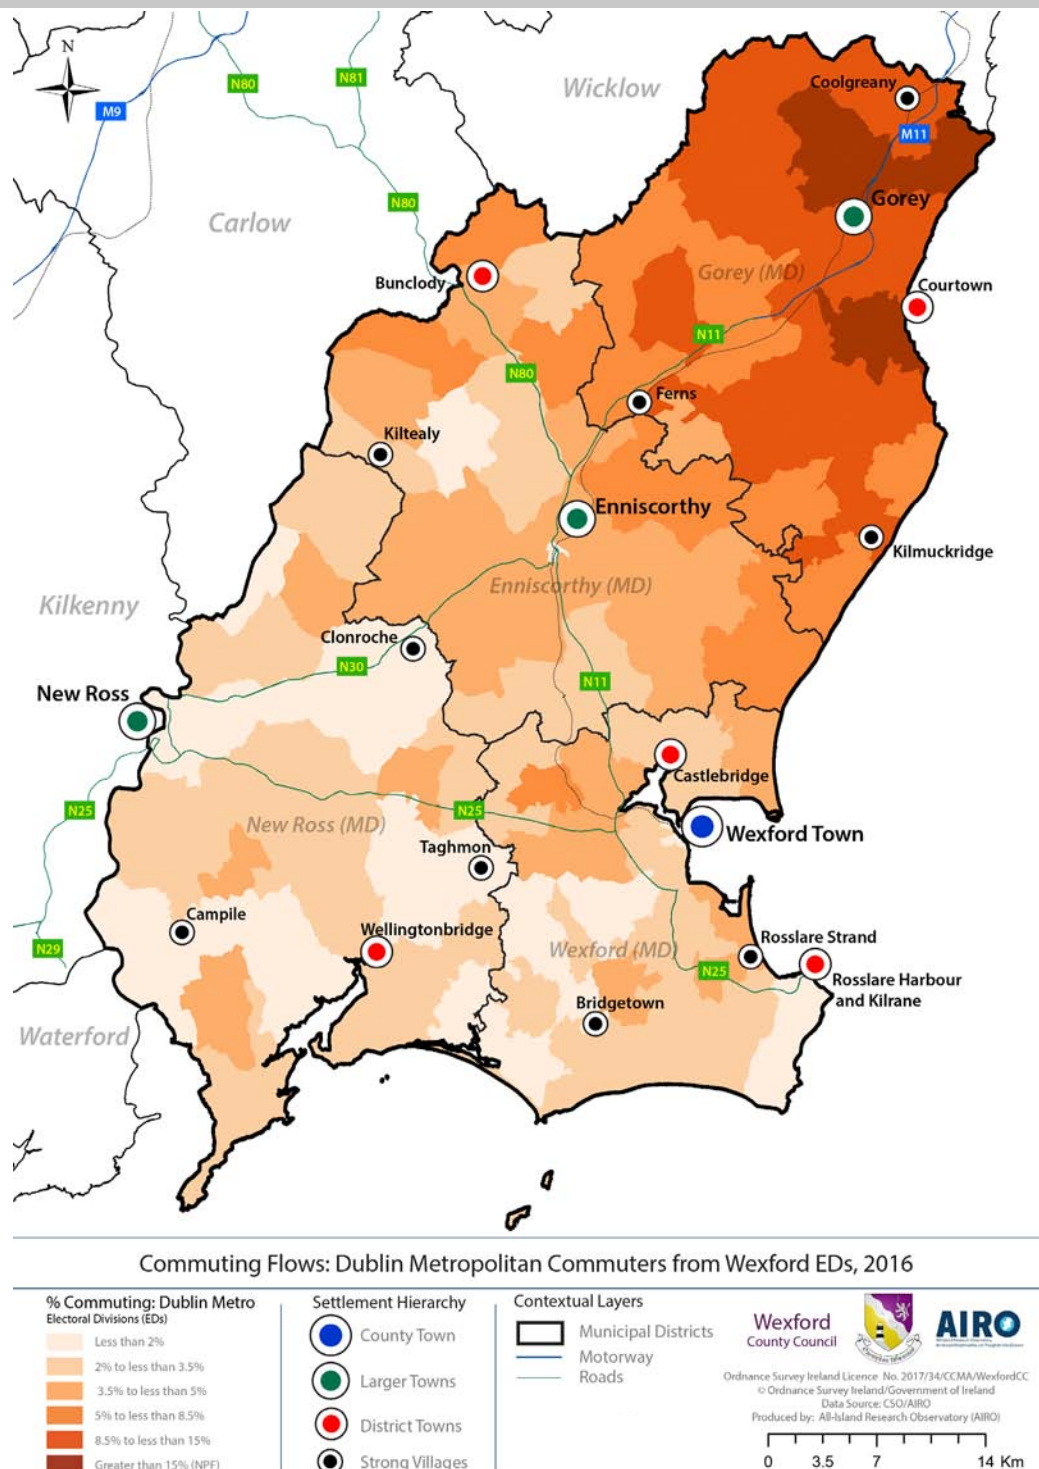 N
Wicklow
Coolgreany
N81
N80
M9
M11
N80
Gorey
Carlow
Gorey (MD)
Bunclody
Courtown
N11
N80
Ferns
Kiltealy
Enniscorthy
Kilmuckridge
Enniscorthy (MD)
Kilkenny
Clonroche
N30
N11
New Ross
Castlebridge
N25
N25
New Ross (MD)
Wexford Town
Taghmon
Campile
Wellingtonbridge
Rosslare Strand
N29
Wexford (MD)
N25
Rosslare Harbour
and Kilrane
Bridgetown
Waterford
Commuting Flows: Dublin Metropolitan Commuters from Wexford EDs, 2016
% Commuting: Dublin Metro
Electoral Divisions (EDs)
Less than 2%
2% to less than 3.5%
3.5% to less than 5%
5% to less than 8.5%
8.5% to less than 15%
Greater than 15% (NPF)
Settlement Hierarchy
County Town
Larger Towns
District Towns
Strong Villages
Contextual Layers
Municipal Districts
Motorway
Roads
Wexford
County Council
AIRO
Ordnance Survey Ireland Licence No. 2017/34/CCMA/WexfordCC
© Ordnance Survey Ireland/Government of Ireland
Data Source: CSO/AIRO
Produced by: All-Island Research Observatory (AIRO)
0 3.5 7 14 Km